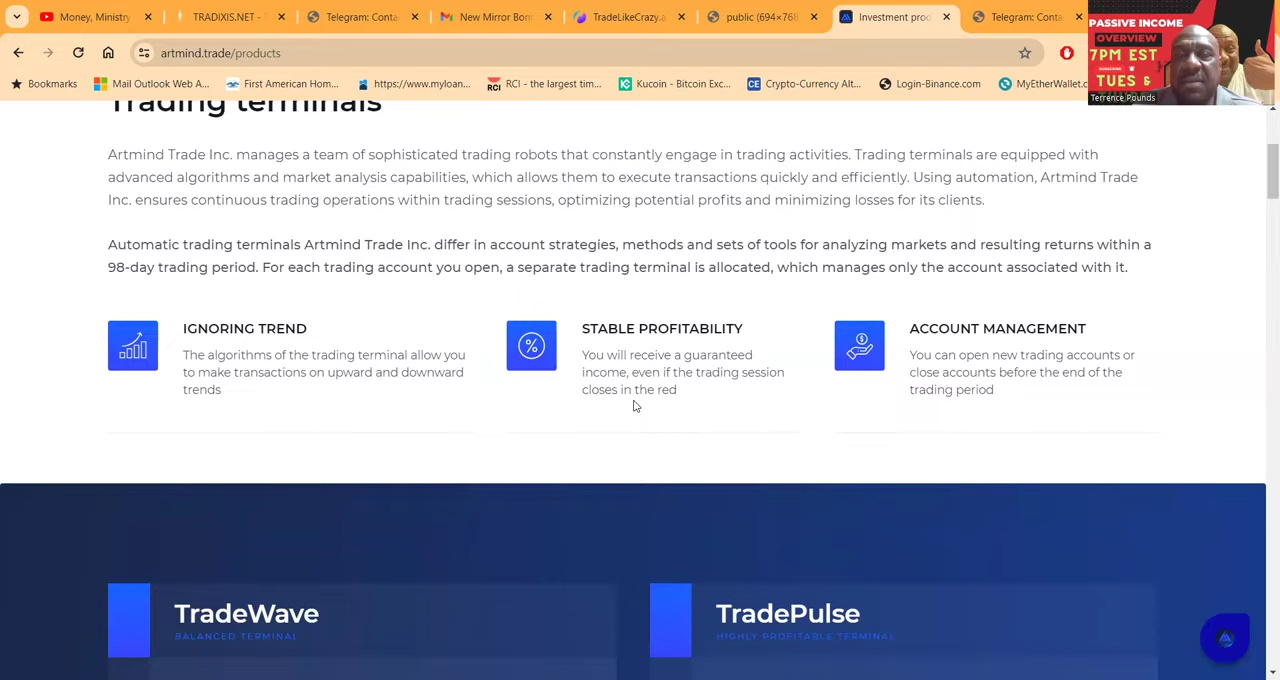 Money, Ministry
TRADIXIS.NET -
Telegram: Conta
New Mirror Bon
TradeLikeCrazy.a
public (694×768
Investment prod
Telegram: Conta
artmind.trade/products
Bookmarks
Mail Outlook Web A...
First American Hom...
https://www.myloan...
RCI
RCI - the largest tim...
Kucoin - Bitcoin Exc...
CE
Crypto-Currency Alt...
Login-Binance.com
MyEtherWallet.c
PASSIVE INCOME
OVERVIEW
7PM EST
TUES &
Terrence Pounds
Trading terminals
Artmind Trade Inc. manages a team of sophisticated trading robots that constantly engage in trading activities. Trading terminals are equipped with
advanced algorithms and market analysis capabilities, which allows them to execute transactions quickly and efficiently. Using automation, Artmind Trade
Inc. ensures continuous trading operations within trading sessions, optimizing potential profits and minimizing losses for its clients.
Automatic trading terminals Artmind Trade Inc. differ in account strategies, methods and sets of tools for analyzing markets and resulting returns within a
98-day trading period. For each trading account you open, a separate trading terminal is allocated, which manages only the account associated with it.
IGNORING TREND
The algorithms of the trading terminal allow you
to make transactions on upward and downward
trends
STABLE PROFITABILITY
You will receive a guaranteed
income, even if the trading session
closes in the red
ACCOUNT MANAGEMENT
You can open new trading accounts or
close accounts before the end of the
trading period
TradeWave
BALANCED TERMINAL
TradePulse
HIGHLY PROFITABLE TERMINAL